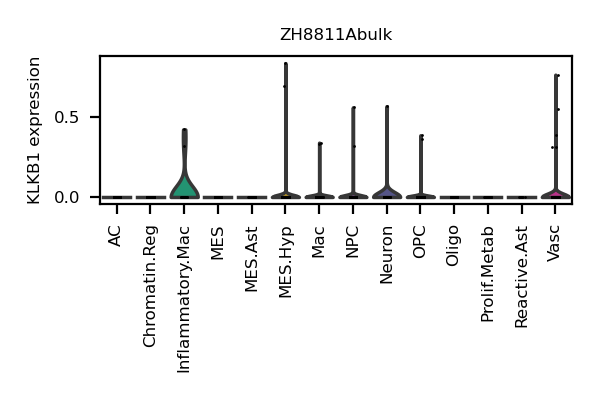 ZH8811Abulk
KLKB1 expression
0.5
0.0
AC
Chromatin.Reg
Inflammatory.Mac
MES
MES.Ast
MES.Hyp
Mac
NPC
Neuron
OPC
Oligo
Prolif.Metab
Reactive.Ast
Vasc